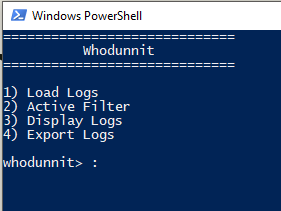 Windows PowerShell
=============================
Whodunnit
=============================
1) Load Logs
2) Active Filter
3) Display Logs
4) Export Logs
whodunnit> :